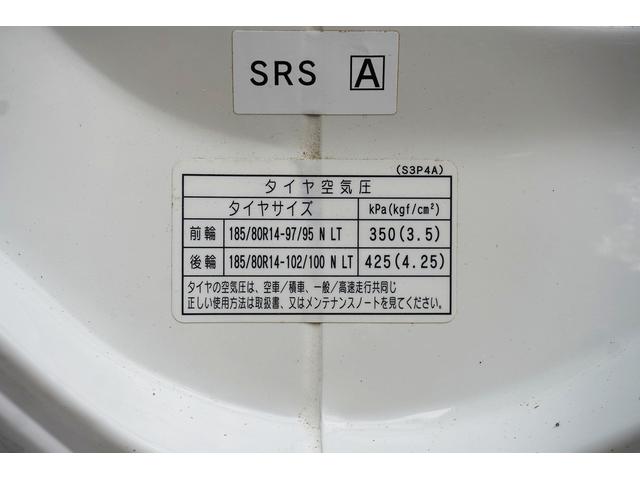 SRS A
(S3P4A)
タイヤ空気圧
タイヤサイズ kPa(kgf/cm²)
前輪 185/80R14-97/95 N LT 350(3.5)
後輪 185/80R14-102/100 N LT 425(4.25)
タイヤの空気圧は、空車/積車、一般/高速走行共同じ
正しい使用方法は取扱書、又はメンテナンスノートを見てください。